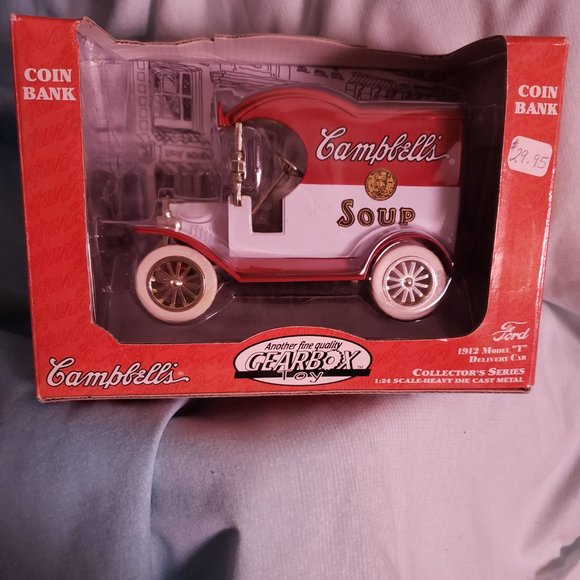 COIN
BANK
COIN
BANK
$29.95
Campbell's
SOUP
Ford
1912 MODEL "T"
DELIVERY CAR
COLLECTOR'S SERIES
1:24 SCALE-HEAVY DIE CAST METAL
Another fine quality
GEARBOX™
TOY
Campbell's®